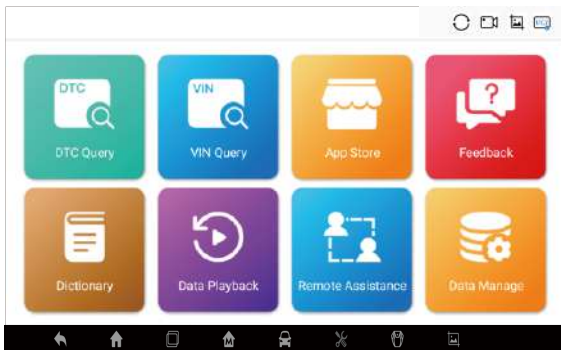 DTC
VIN
DTC Query
VIN Query
App Store
Feedback
Dictionary
Data Playback
Remote Assistance
Data Manage
M